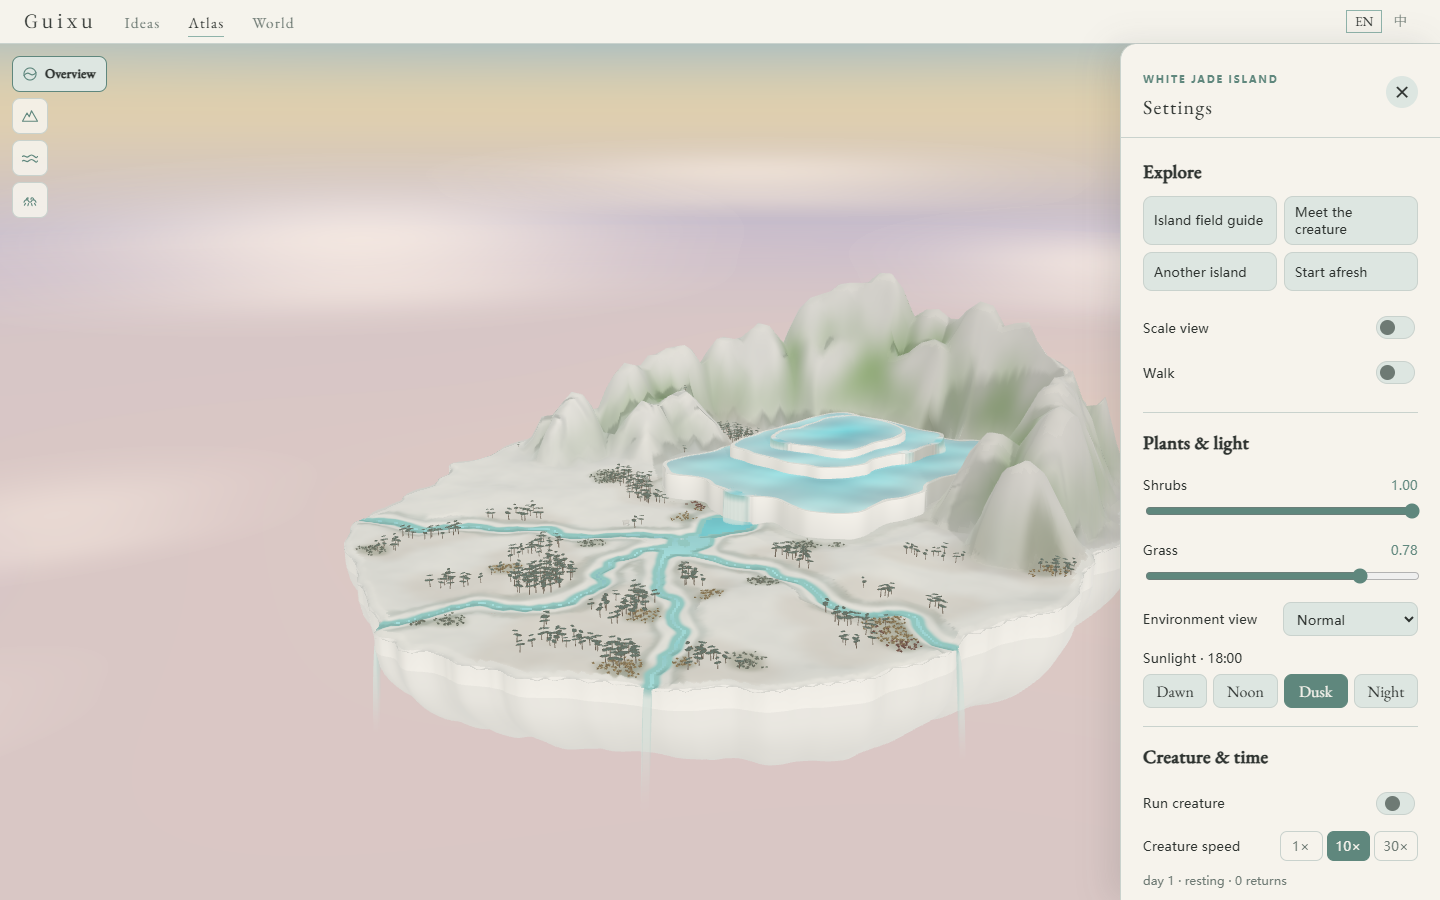 Guixu
Ideas
Atlas
World
EN
中
Overview
WHITE JADE ISLAND
Settings
Explore
Island field guide
Meet the
creature
Another island
Start afresh
Scale view
Walk
Plants & light
Shrubs 1.00
Grass 0.78
Environment view Normal
Sunlight · 18:00
Dawn Noon Dusk Night
Creature & time
Run creature
Creature speed 1× 10× 30×
day 1 · resting · 0 returns